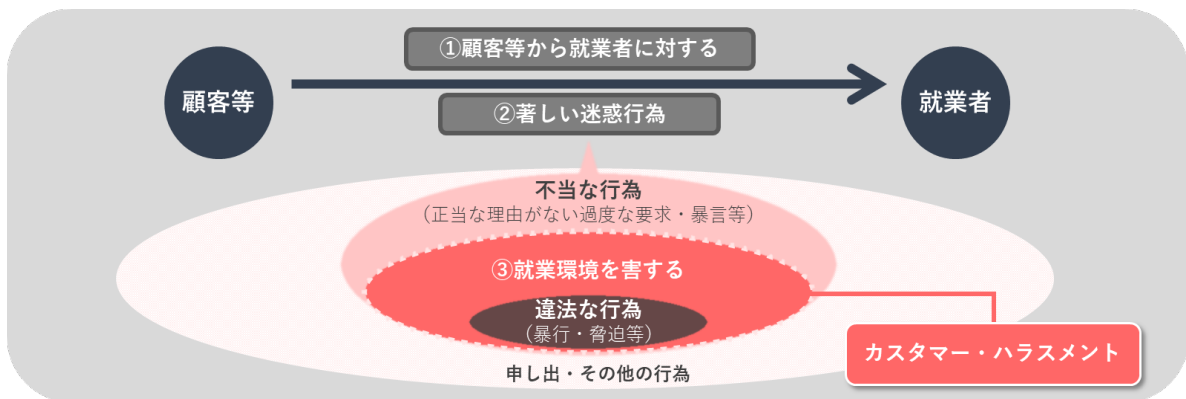 ①顧客等から就業者に対する
顧客等
就業者
②著しい迷惑行為
不当な行為
（正当な理由がない過度な要求・暴言等）
③就業環境を害する
違法な行為
（暴行・脅迫等）
カスタマー・ハラスメント
申し出・その他の行為